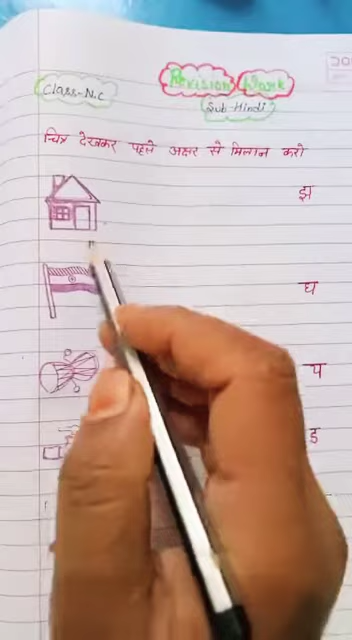 Class-N.C
Revision Work
Sub-Hindi
चित्र देखकर पहले अक्षर से मिलान करो
झ
घ
प
ड